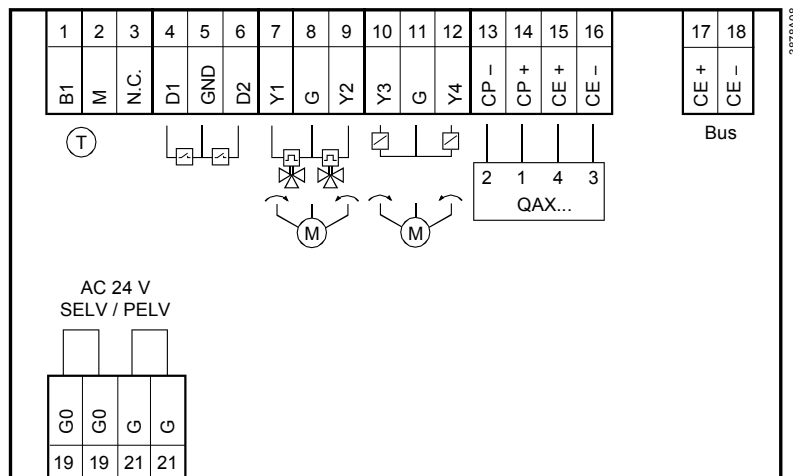 1 2 3 4 5 6 7 8 9 10 11 12 13 14 15 16 17 18
B1 M N.C. D1 GND D2 Y1 G Y2 Y3 G Y4 CP – CP + CE + CE – CE + CE –
T
Bus
2 1 4 3
QAX...
M M
AC 24 V
SELV / PELV
G0 G0 G G
19 19 21 21